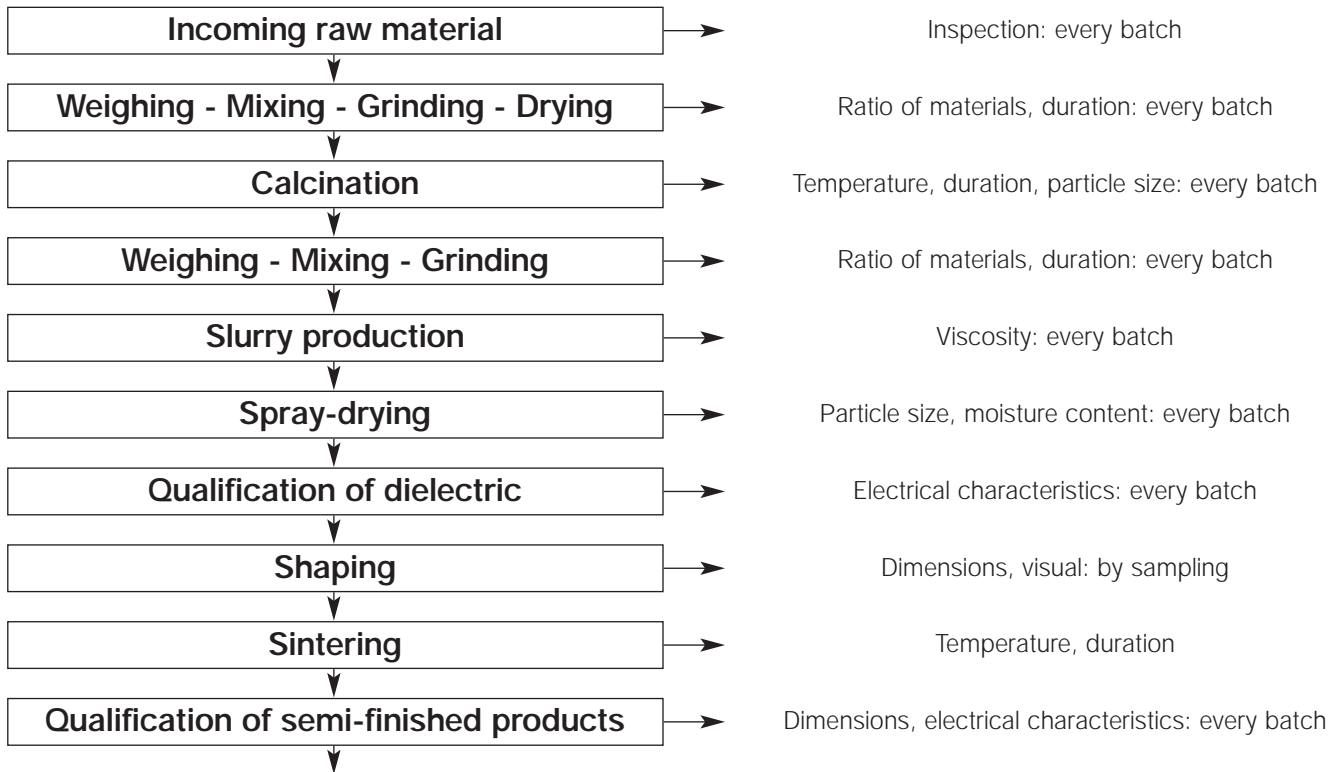 Incoming raw material
Inspection: every batch
Weighing - Mixing - Grinding - Drying
Ratio of materials, duration: every batch
Calcination
Temperature, duration, particle size: every batch
Weighing - Mixing - Grinding
Ratio of materials, duration: every batch
Slurry production
Viscosity: every batch
Spray-drying
Particle size, moisture content: every batch
Qualification of dielectric
Electrical characteristics: every batch
Shaping
Dimensions, visual: by sampling
Sintering
Temperature, duration
Qualification of semi-finished products
Dimensions, electrical characteristics: every batch